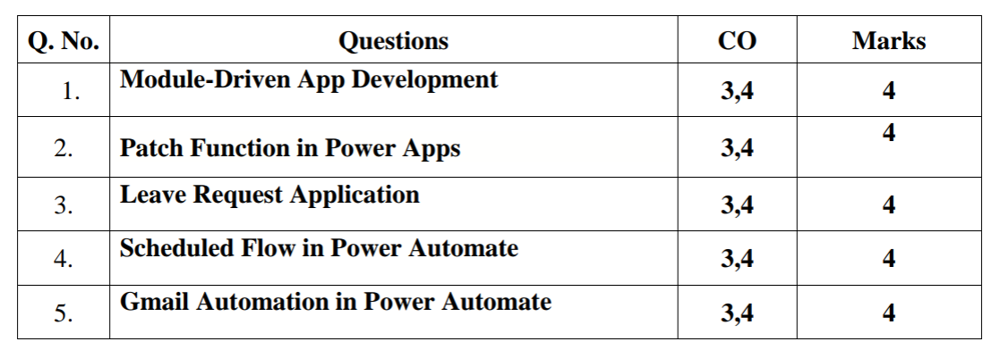 Q. No. Questions CO Marks
1. Module-Driven App Development 3,4 4
2. Patch Function in Power Apps 3,4 4
3. Leave Request Application 3,4 4
4. Scheduled Flow in Power Automate 3,4 4
5. Gmail Automation in Power Automate 3,4 4